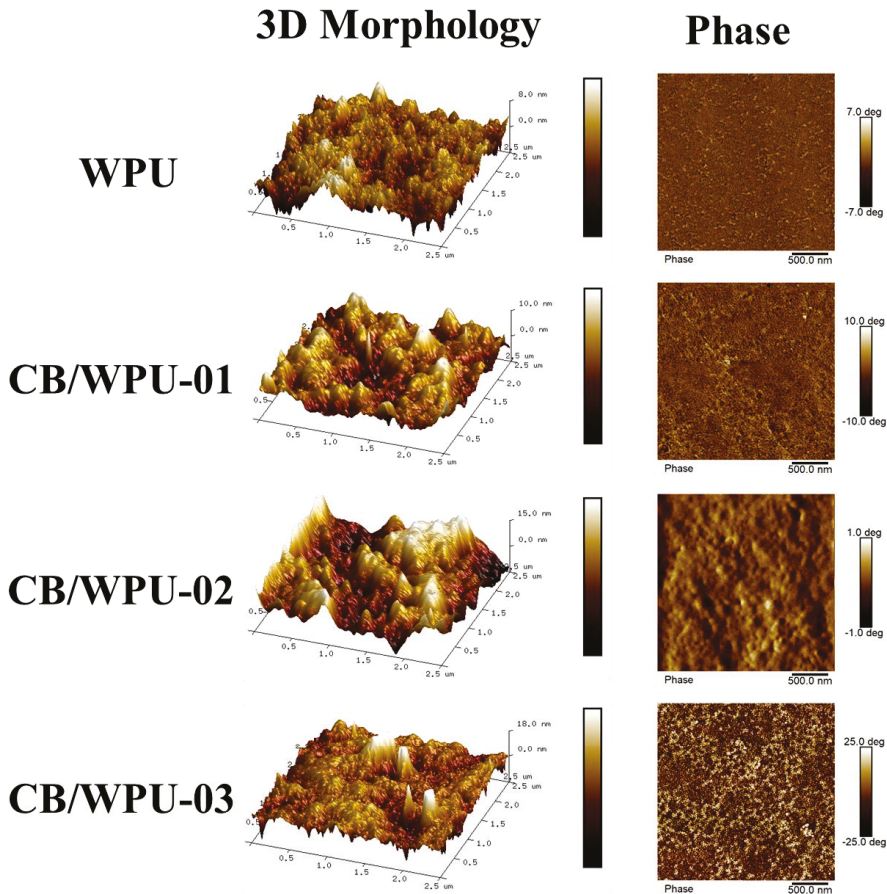 3D Morphology
Phase
WPU
8.0 nm
0.0 nm
2.5 um
2.0
1.5
1.0
0.5
0.5
1.0
1.5
2.0
2.5 um
7.0 deg
-7.0 deg
Phase
500.0 nm
CB/WPU-01
10.0 nm
0.0 nm
2.5 um
2.0
1.5
1.0
0.5
0.5
0.5
1.0
1.5
2.0
2.5 um
10.0 deg
-10.0 deg
Phase
500.0 nm
CB/WPU-02
15.0 nm
0.0 nm
2.5 um
2.0
1.5
1.0
0.5
0.5
0.5
1.0
1.5
2.0
2.5 um
1.0 deg
-1.0 deg
Phase
500.0 nm
CB/WPU-03
18.0 nm
0.0 nm
2.5 um
2.0
1.5
1.0
0.5
0.5
1.0
1.5
2.0
2.5 um
25.0 deg
-25.0 deg
Phase
500.0 nm